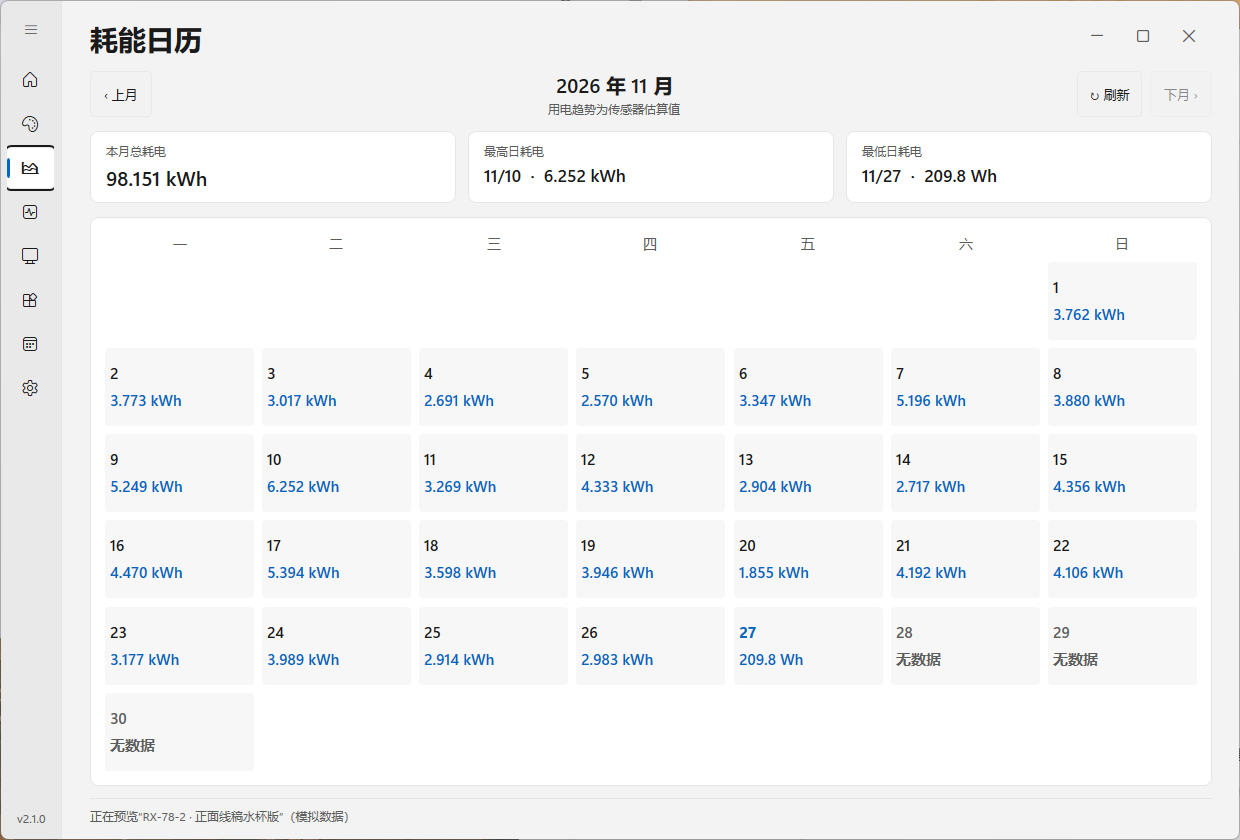 耗能日历
‹ 上月
2026 年 11 月
用电趋势为传感器估算值
↻ 刷新
下月 ›
本月总耗电
98.151 kWh
最高日耗电
11/10 · 6.252 kWh
最低日耗电
11/27 · 209.8 Wh
一 二 三 四 五 六 日
1
3.762 kWh
2 3 4 5 6 7 8
3.773 kWh 3.017 kWh 2.691 kWh 2.570 kWh 3.347 kWh 5.196 kWh 3.880 kWh
9 10 11 12 13 14 15
5.249 kWh 6.252 kWh 3.269 kWh 4.333 kWh 2.904 kWh 2.717 kWh 4.356 kWh
16 17 18 19 20 21 22
4.470 kWh 5.394 kWh 3.598 kWh 3.946 kWh 1.855 kWh 4.192 kWh 4.106 kWh
23 24 25 26 27 28 29
3.177 kWh 3.989 kWh 2.914 kWh 2.983 kWh 209.8 Wh 无数据 无数据
30
无数据
v2.1.0
正在预览“RX-78-2 · 正面线稿水杯版”（模拟数据）